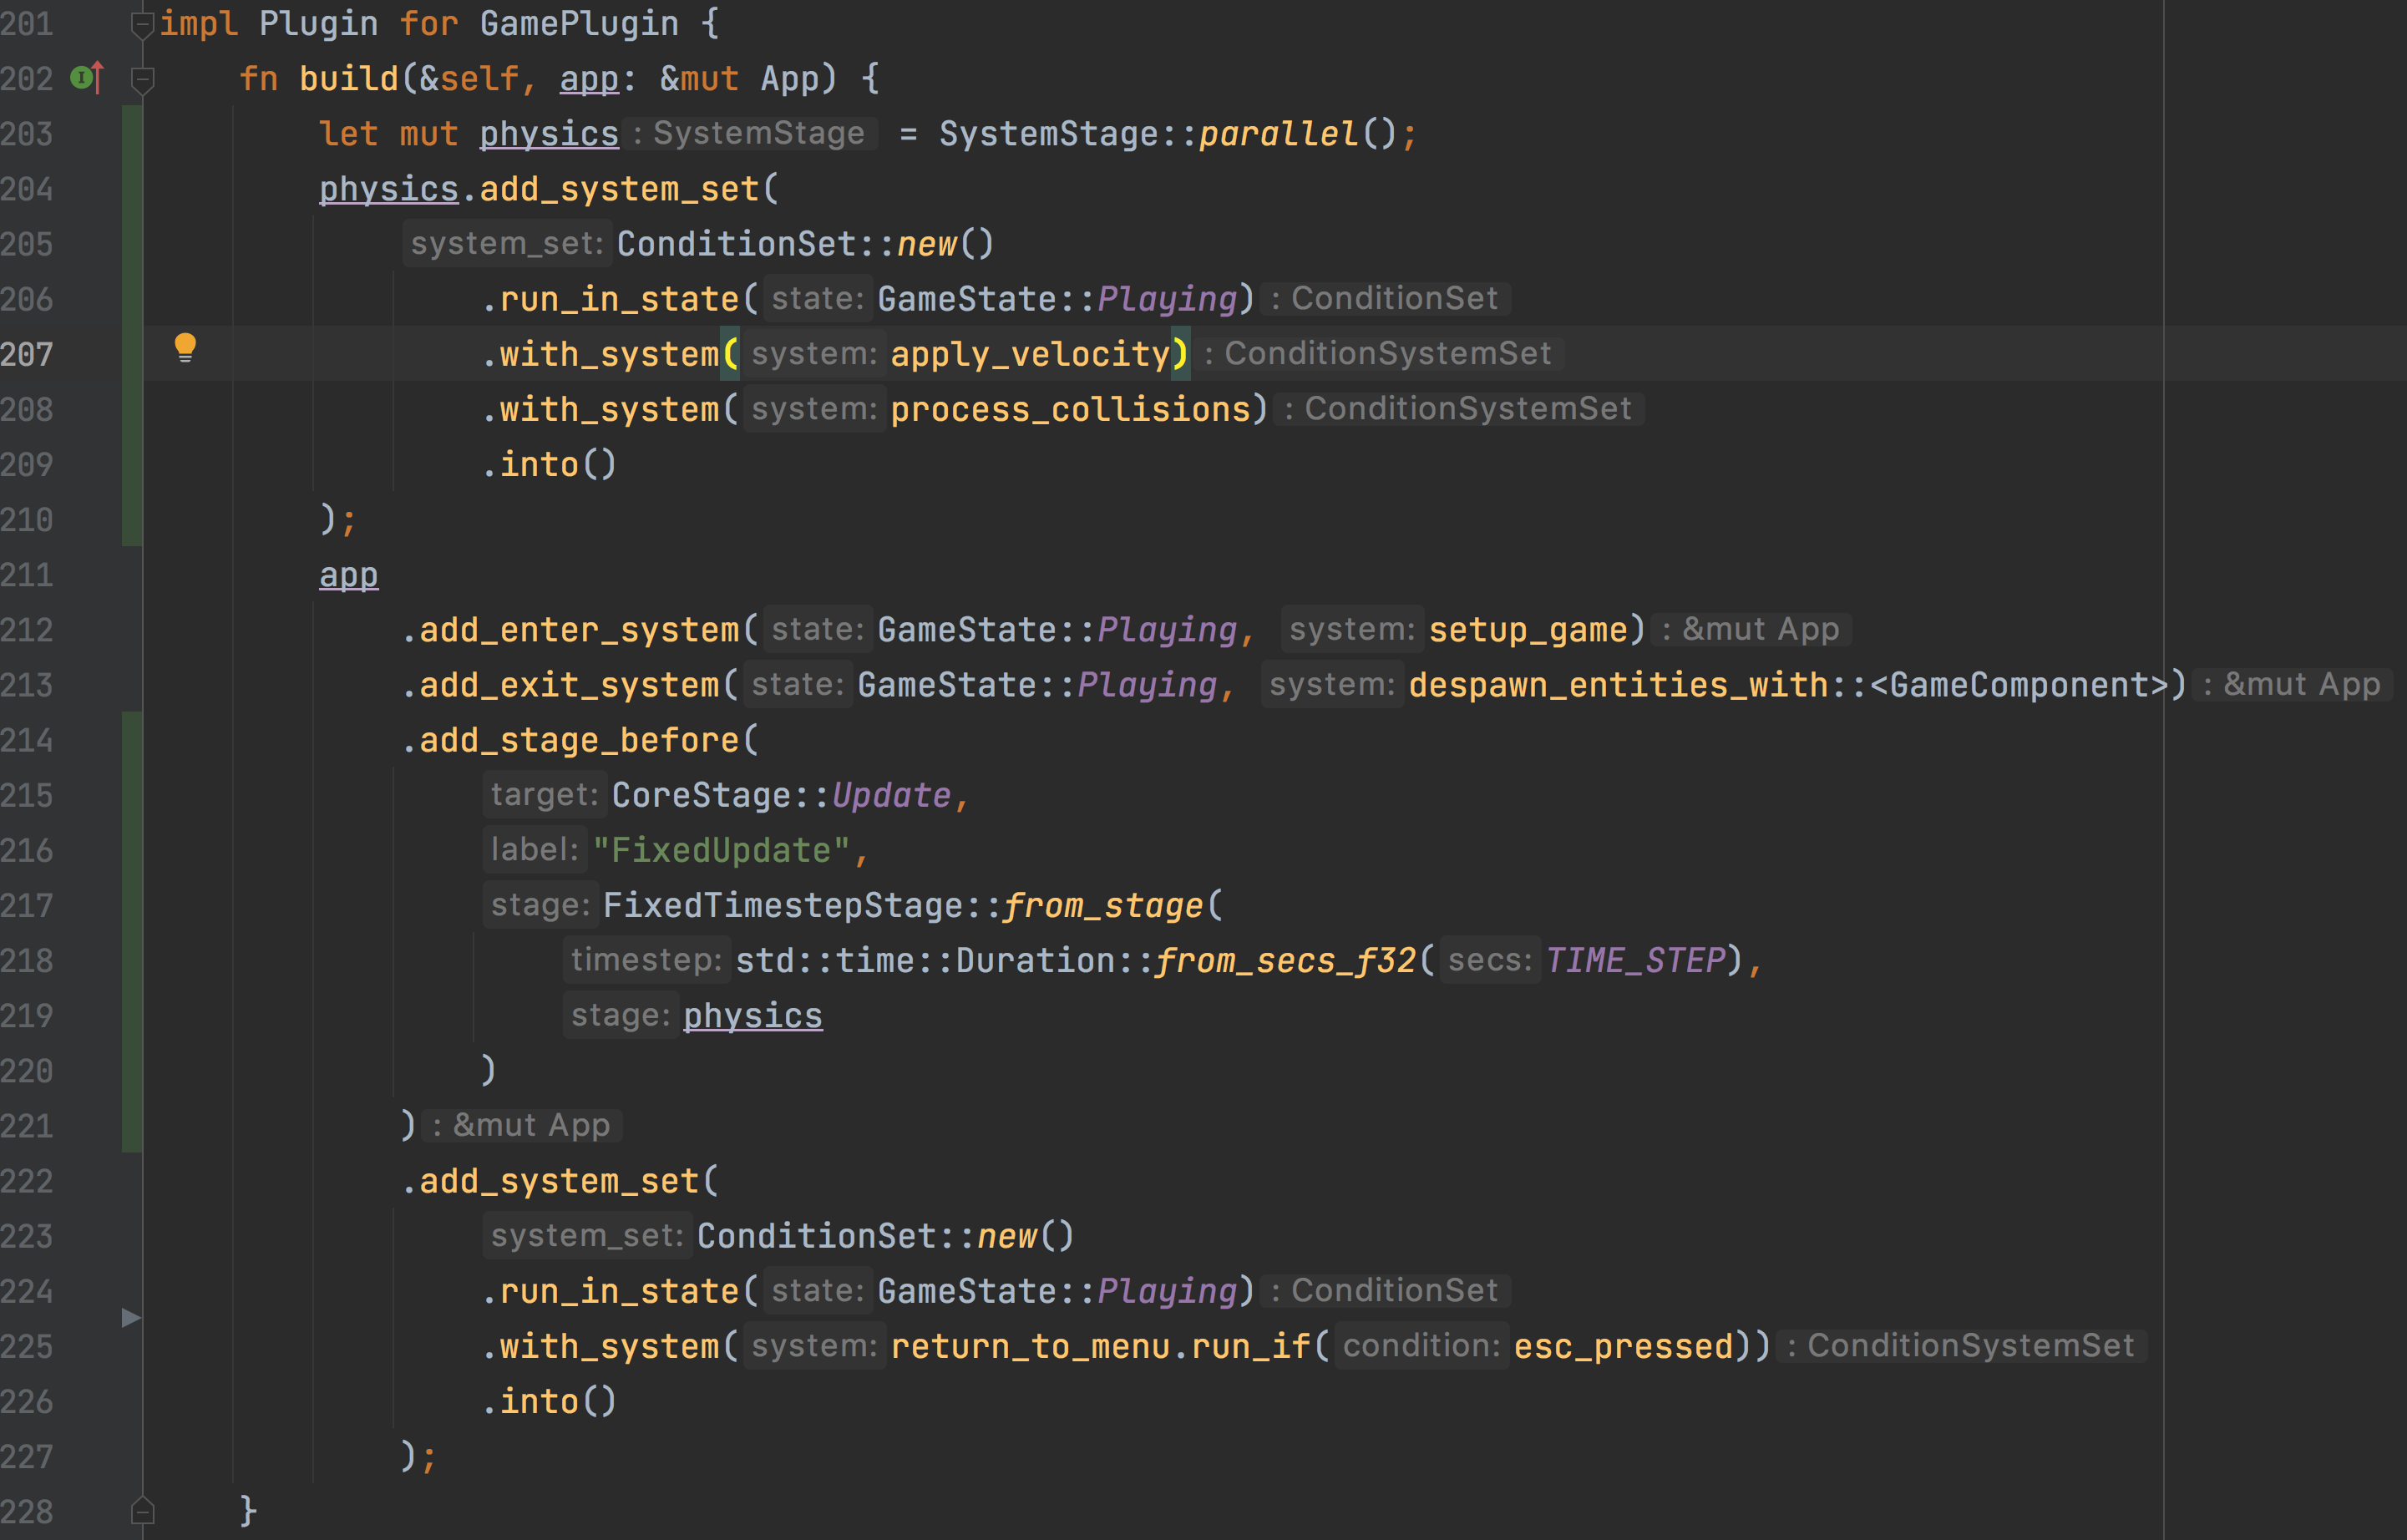 201 impl Plugin for GamePlugin {
202 I fn build(&self, app: &mut App) {
203 let mut physics : SystemStage = SystemStage::parallel();
204 physics.add_system_set(
205 system_set: ConditionSet::new()
206 .run_in_state( state: GameState::Playing) : ConditionSet
207 .with_system( system: apply_velocity) : ConditionSystemSet
208 .with_system( system: process_collisions) : ConditionSystemSet
209 .into()
210 );
211 app
212 .add_enter_system( state: GameState::Playing, system: setup_game) : &mut App
213 .add_exit_system( state: GameState::Playing, system: despawn_entities_with::<GameComponent>) : &mut App
214 .add_stage_before(
215 target: CoreStage::Update,
216 label: "FixedUpdate",
217 stage: FixedTimestepStage::from_stage(
218 timestep: std::time::Duration::from_secs_f32( secs: TIME_STEP),
219 stage: physics
220 )
221 ) : &mut App
222 .add_system_set(
223 system_set: ConditionSet::new()
224 .run_in_state( state: GameState::Playing) : ConditionSet
225 .with_system( system: return_to_menu.run_if( condition: esc_pressed)) : ConditionSystemSet
226 .into()
227 );
228 }